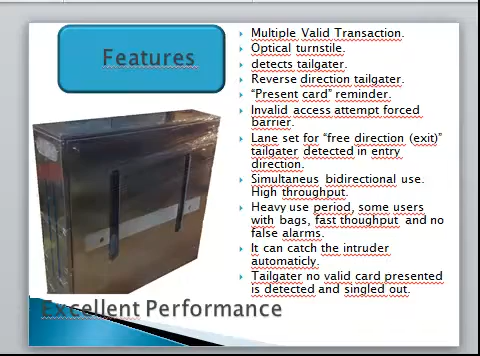 Features
Multiple Valid Transaction.
Optical turnstile.
detects tailgater.
Reverse direction tailgater.
“Present card” reminder.
Invalid access attempt forced
barrier.
Lane set for “free direction (exit)”
tailgater detected in entry
direction.
Simultaneus bidirectional use.
High throughput.
Heavy use period, some users
with bags, fast thoughput and no
false alarms.
It can catch the intruder
automaticly.
Tailgater no valid card presented
is detected and singled out.
Excellent Performance